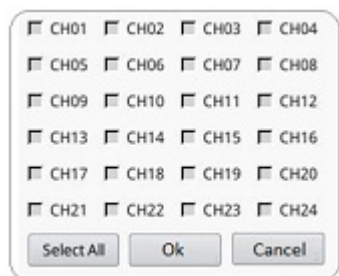 CH01 CH02 CH03 CH04
CH05 CH06 CH07 CH08
CH09 CH10 CH11 CH12
CH13 CH14 CH15 CH16
CH17 CH18 CH19 CH20
CH21 CH22 CH23 CH24
Select All Ok Cancel